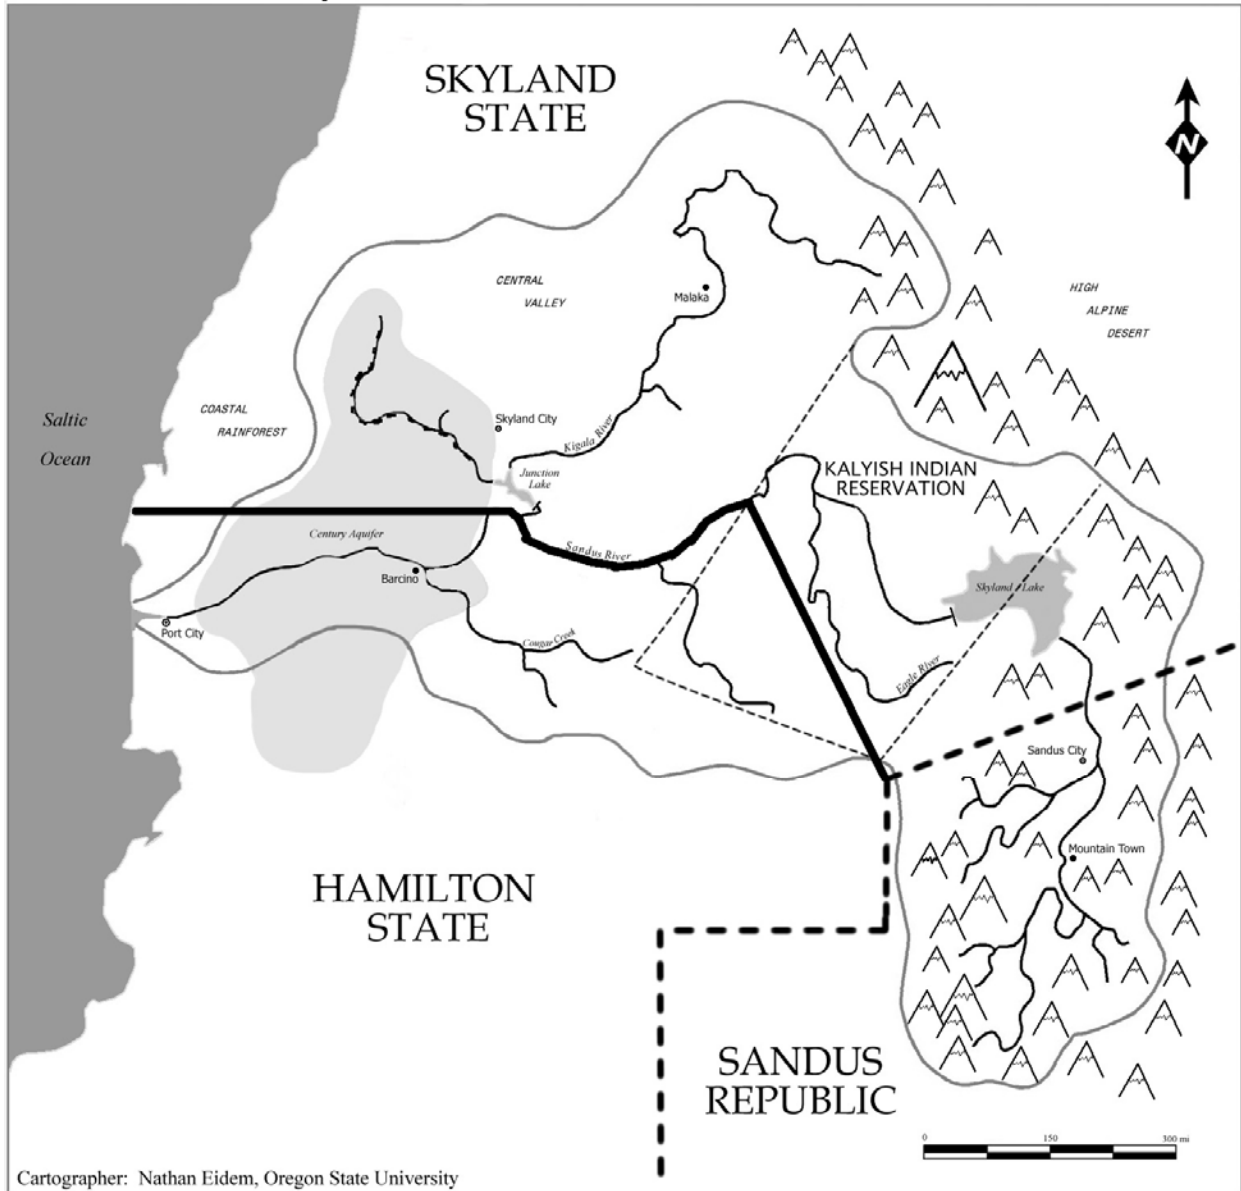 SKYLAND
STATE
N
CENTRAL
VALLEY
Malaka
HIGH
ALPINE
DESERT
Saltic
Ocean
COASTAL
RAINFOREST
Skyland City
Kigala River
Junction
Lake
KALYISH INDIAN
RESERVATION
Century Aquifer
Sandus River
Barcino
Skyland Lake
Port City
Cougar Creek
Eagle River
Sandus City
Mountain Town
HAMILTON
STATE
SANDUS
REPUBLIC
0 150 300 mi
Cartographer: Nathan Eidem, Oregon State University